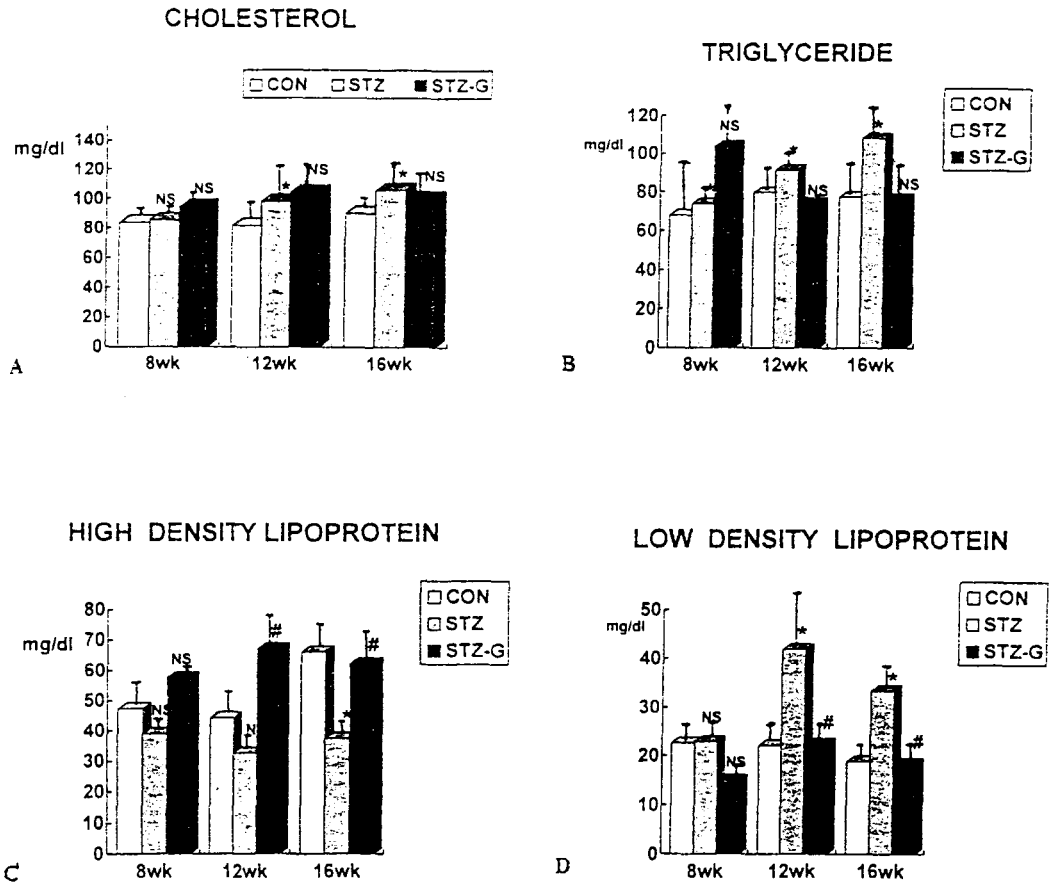 CHOLESTEROL
CON STZ STZ-G
mg/dl
140
120
100
80
60
40
20
0
NS NS * NS * NS
8wk 12wk 16wk
A
TRIGLYCERIDE
CON
STZ
STZ-G
mg/dl
120
100
80
60
40
20
0
* NS * NS * NS
8wk 12wk 16wk
B
HIGH DENSITY LIPOPROTEIN
CON
STZ
STZ-G
mg/dl
80
70
60
50
40
30
20
10
0
NS NS N # * #
8wk 12wk 16wk
C
LOW DENSITY LIPOPROTEIN
CON
STZ
STZ-G
mg/dl
50
40
30
20
10
0
NS NS * # * #
8wk 12wk 16wk
D